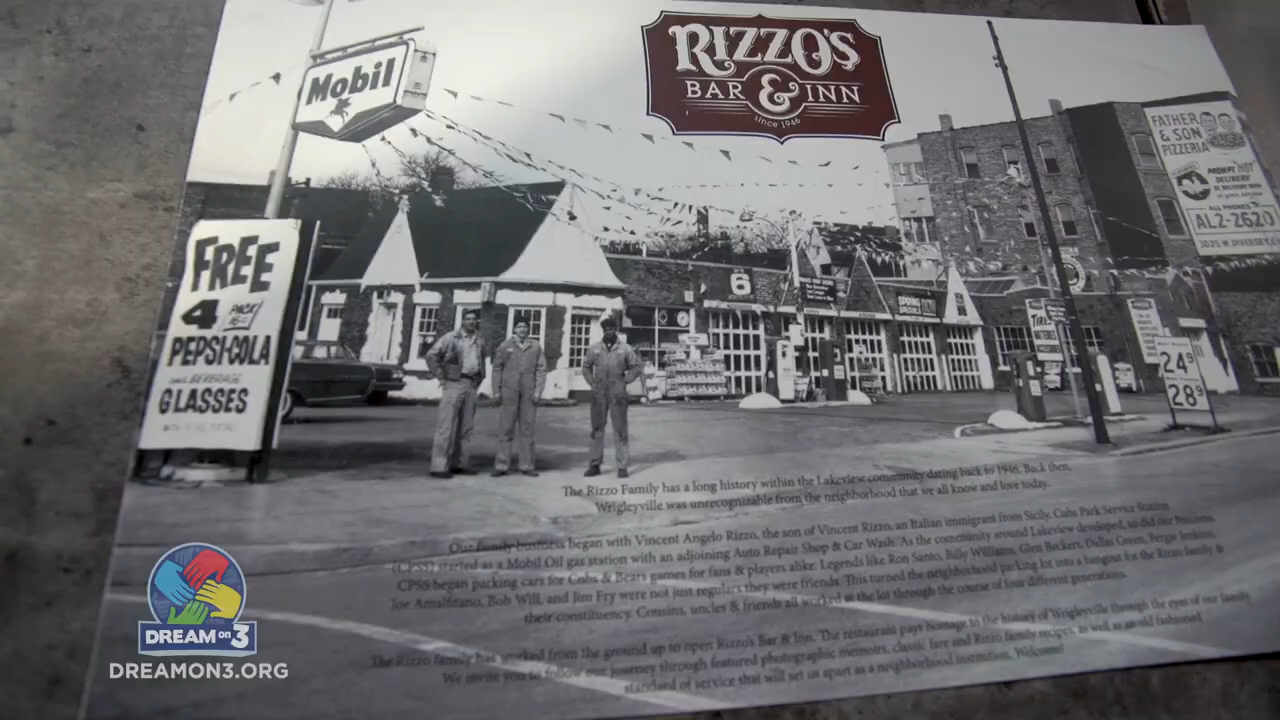 RIZZO'S
BAR & INN
since 1946
Mobil
FATHER
& SON
PIZZERIA
DELIVERY
ALL PHONES
AL2-2620
3025 W. DIVERSEY
FREE
4 PACK
PEPSI-COLA
BEVERAGE
GLASSES
6
SPRING
SPECIALS
TIRES
24⁹
28⁹
The Rizzo Family has a long history within the Lakeview community dating back to 1946. Back then,
Wrigleyville was unrecognizable from the neighborhood that we all know and love today.
Our family business began with Vincent Angelo Rizzo, the son of Vincent Rizzo, an Italian immigrant from Sicily. Cubs Park Service Station
(CPSS) started as a Mobil Oil gas station with an adjoining Auto Repair Shop & Car Wash. As the community around Lakeview developed, so did our business.
CPSS began parking cars for Cubs & Bears games for fans & players alike. Legends like Ron Santo, Billy Williams, Glen Beckert, Dallas Green, Fergie Jenkins,
Joe Amalfitano, Bob Will, and Jim Fry were not just regulars they were friends. This turned the neighborhood parking lot into a hangout for the Rizzo family &
their constituency. Cousins, uncles & friends all worked at the lot through the course of four different generations.
The Rizzo family has worked from the ground up to open Rizzo's Bar & Inn. The restaurant pays homage to the history of Wrigleyville through the eyes of our family.
We invite you to follow our journey through featured photographic memoirs, classic fare and Rizzo family recipes, as well as an old fashioned
standard of service that will set us apart as a neighborhood institution. Welcome!
DREAM on 3
DREAMON3.ORG